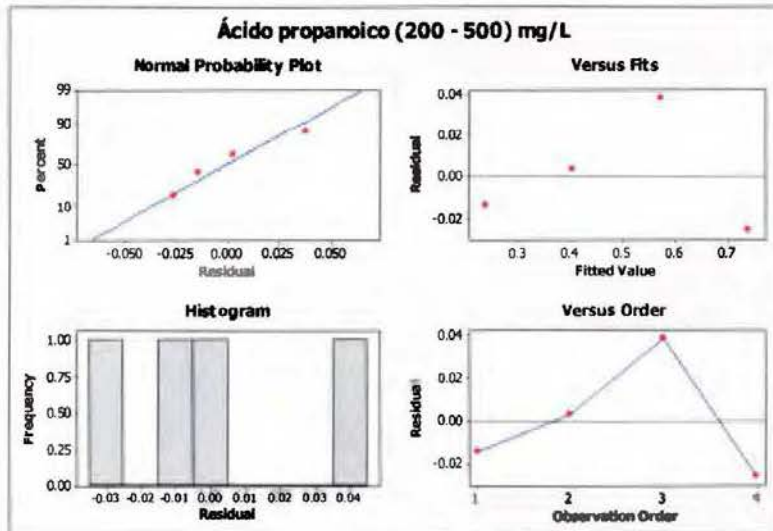 Ácido propanoico (200 - 500) mg/L
Normal Probability Plot
99
90
50
10
1
Percent
-0.050 -0.025 0.000 0.025 0.050
Residual
Versus Fits
0.04
0.02
0.00
-0.02
Residual
0.3 0.4 0.5 0.6 0.7
Fitted Value
Histogram
1.00
0.75
0.50
0.25
0.00
Frequency
-0.03 -0.02 -0.01 0.00 0.01 0.02 0.03 0.04
Residual
Versus Order
0.04
0.02
0.00
-0.02
Residual
1 2 3 4
Observation Order